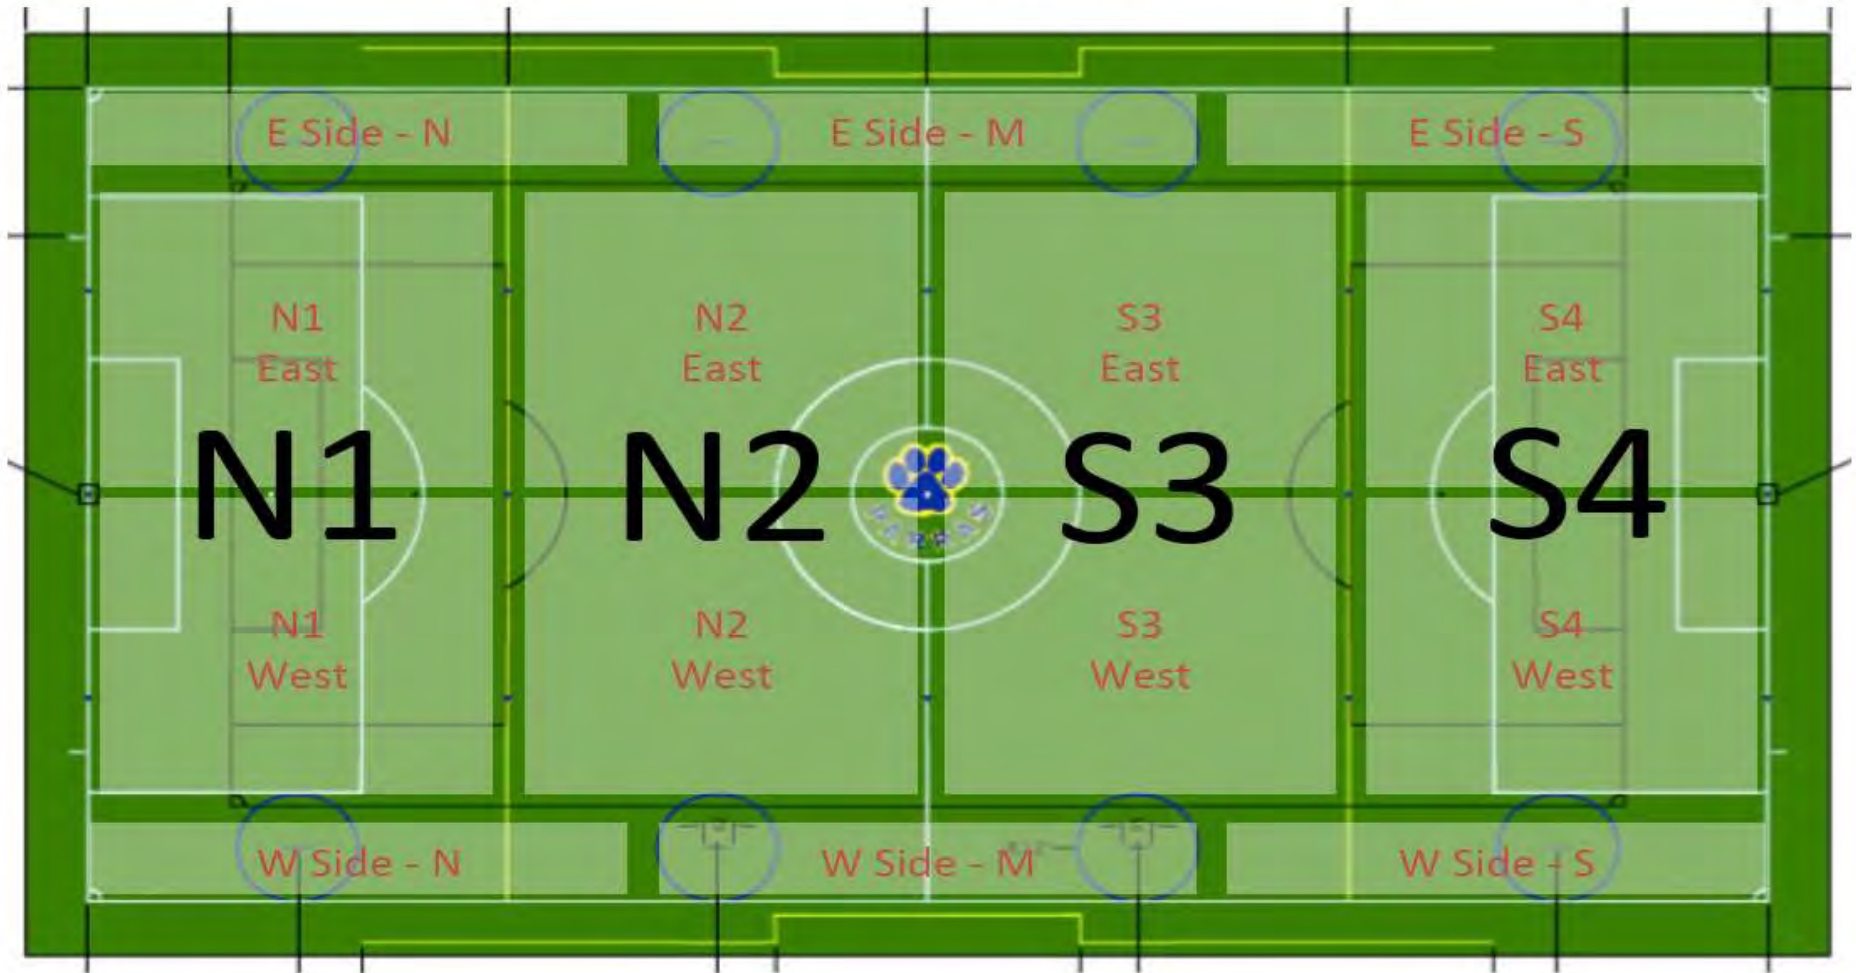 E Side - N
E Side - M
E Side - S
N1
East
N2
East
S3
East
S4
East
N1
N2
S3
S4
N1
West
N2
West
S3
West
S4
West
W Side - N
W Side - M
W Side - S